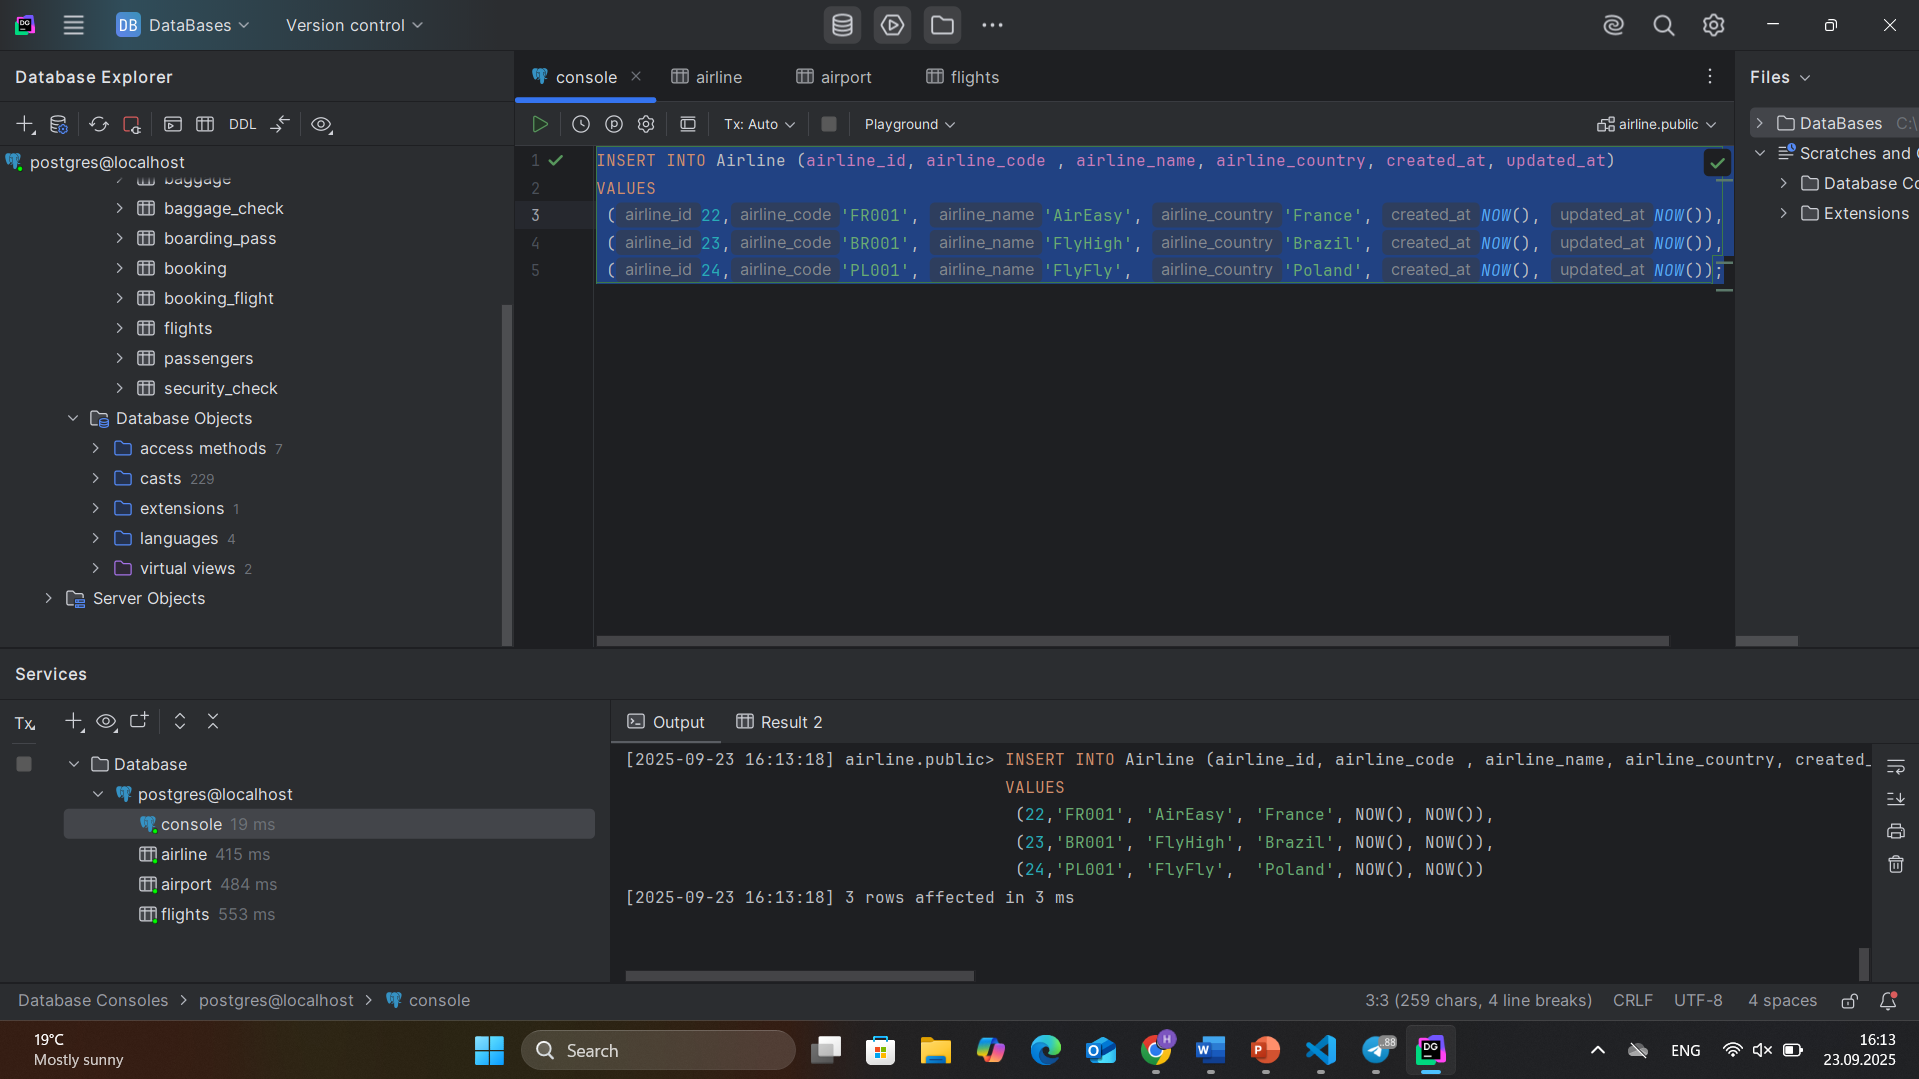 DB DataBases Version control
Database Explorer
console airline airport flights
Files
DDL
Tx: Auto Playground airline.public
postgres@localhost
baggage
baggage_check
boarding_pass
booking
booking_flight
flights
passengers
security_check
Database Objects
access methods 7
casts 229
extensions 1
languages 4
virtual views 2
Server Objects
1 INSERT INTO Airline (airline_id, airline_code , airline_name, airline_country, created_at, updated_at)
2 VALUES
3 ( airline_id 22, airline_code 'FR001', airline_name 'AirEasy', airline_country 'France', created_at NOW(), updated_at NOW()),
4 ( airline_id 23, airline_code 'BR001', airline_name 'FlyHigh', airline_country 'Brazil', created_at NOW(), updated_at NOW()),
5 ( airline_id 24, airline_code 'PL001', airline_name 'FlyFly', airline_country 'Poland', created_at NOW(), updated_at NOW());
DataBases C:\
Scratches and
Database Co
Extensions
Services
Tx
Database
postgres@localhost
console 19 ms
airline 415 ms
airport 484 ms
flights 553 ms
Output Result 2
[2025-09-23 16:13:18] airline.public> INSERT INTO Airline (airline_id, airline_code , airline_name, airline_country, created_
VALUES
(22,'FR001', 'AirEasy', 'France', NOW(), NOW()),
(23,'BR001', 'FlyHigh', 'Brazil', NOW(), NOW()),
(24,'PL001', 'FlyFly', 'Poland', NOW(), NOW())
[2025-09-23 16:13:18] 3 rows affected in 3 ms
Database Consoles > postgres@localhost > console
3:3 (259 chars, 4 line breaks) CRLF UTF-8 4 spaces
19°C
Mostly sunny
Search
ENG
16:13
23.09.2025